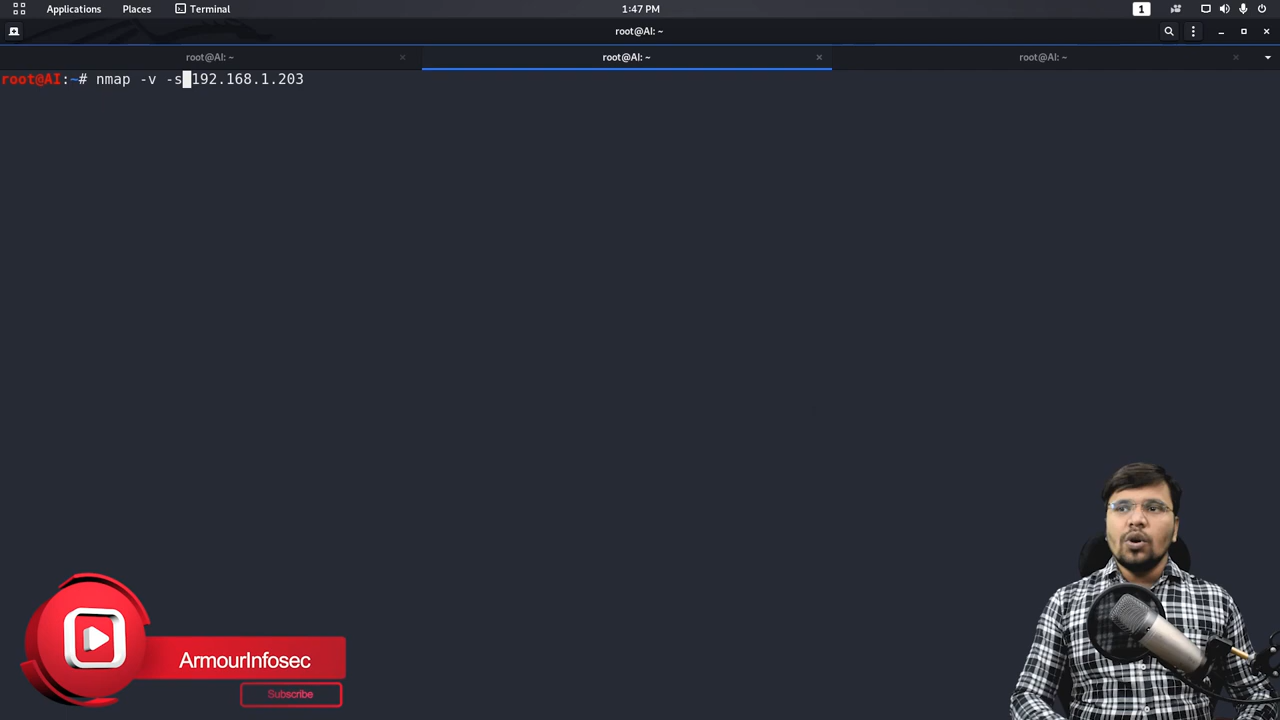 Applications Places Terminal 1:47 PM 1
root@AI: ~
root@AI: ~ root@AI: ~ root@AI: ~
root@AI:~# nmap -v -s 192.168.1.203
ArmourInfosec
Subscribe